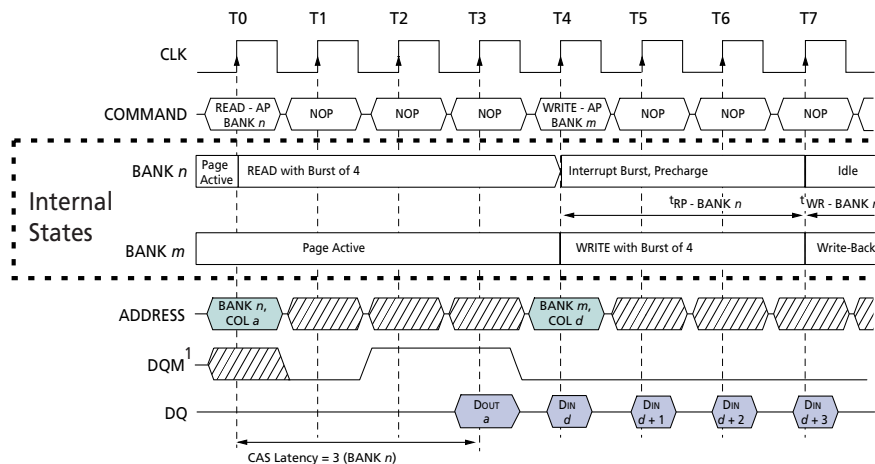 T0 T1 T2 T3 T4 T5 T6 T7
CLK
COMMAND
READ - AP
BANK n
NOP NOP NOP
WRITE - AP
BANK m
NOP NOP NOP
Internal
States
BANK n
Page
Active
READ with Burst of 4
Interrupt Burst, Precharge
Idle
tRP - BANK n
tWR - BANK
BANK m
Page Active
WRITE with Burst of 4
Write-Back
ADDRESS
BANK n,
COL a
BANK m,
COL d
DQM1
DQ
DOUT
a
DIN
d
DIN
d + 1
DIN
d + 2
DIN
d + 3
CAS Latency = 3 (BANK n)